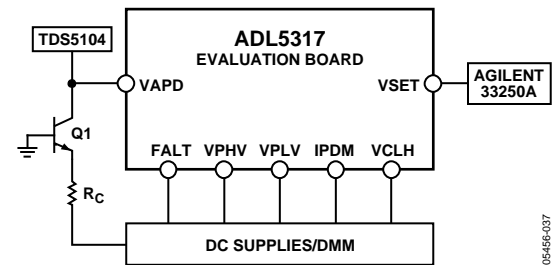 TDS5104
ADL5317
EVALUATION BOARD
VAPD
VSET
AGILENT
33250A
Q1
FALT VPHV VPLV IPDM VCLH
RC
DC SUPPLIES/DMM
05456-037